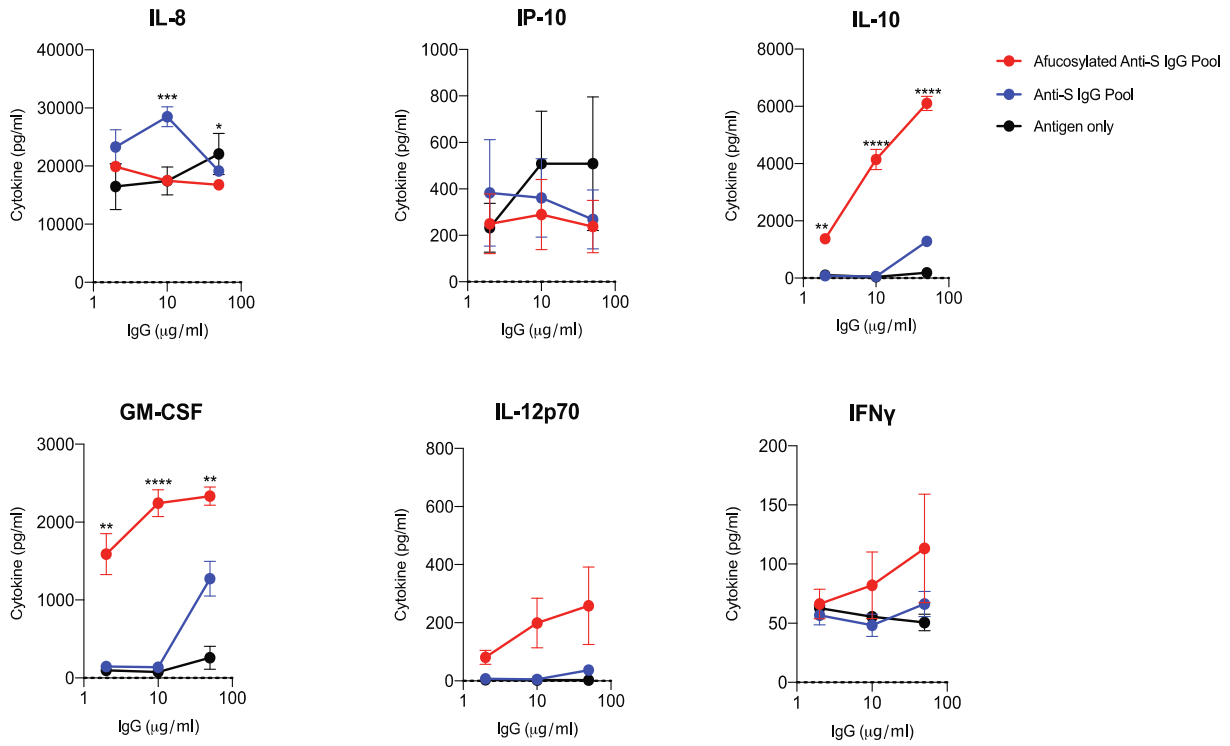 IL-8
40000
30000
20000
10000
0
***
*
Cytokine (pg/ml)
1
10
100
IgG (μg/ml)
IP-10
1000
800
600
400
200
0
Cytokine (pg/ml)
1
10
100
IgG (μg/ml)
IL-10
8000
6000
4000
2000
0
**
****
****
Cytokine (pg/ml)
1
10
100
IgG (μg/ml)
Afucosylated Anti-S IgG Pool
Anti-S IgG Pool
Antigen only
GM-CSF
3000
2000
1000
0
**
****
**
Cytokine (pg/ml)
1
10
100
IgG (μg/ml)
IL-12p70
800
600
400
200
0
Cytokine (pg/ml)
1
10
100
IgG (μg/ml)
IFNγ
200
150
100
50
0
Cytokine (pg/ml)
1
10
100
IgG (μg/ml)